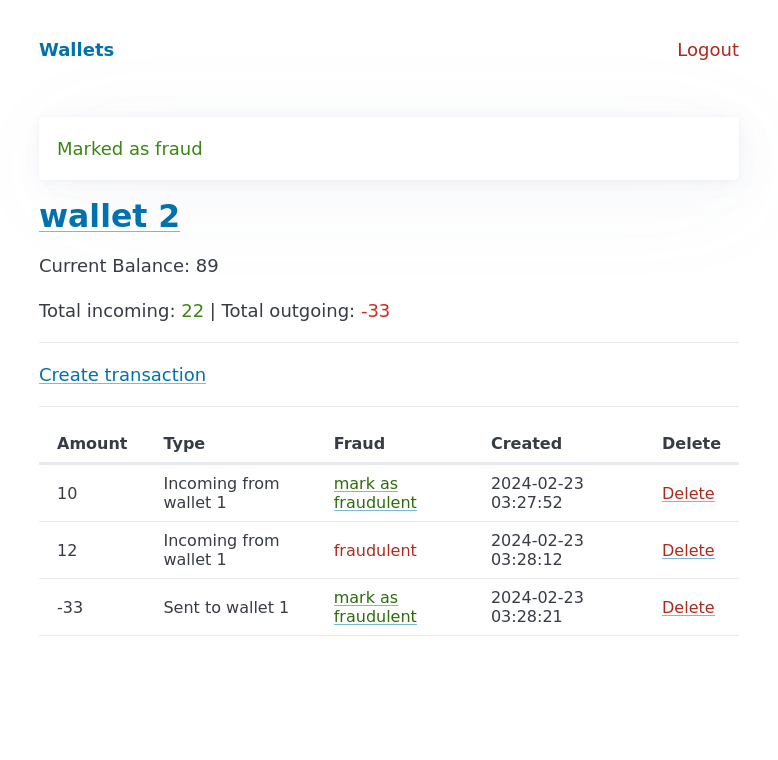 Wallets Logout
Marked as fraud
wallet 2
Current Balance: 89
Total incoming: 22 | Total outgoing: -33
Create transaction
Amount Type Fraud Created Delete
10 Incoming from wallet 1 mark as fraudulent 2024-02-23 03:27:52 Delete
12 Incoming from wallet 1 fraudulent 2024-02-23 03:28:12 Delete
-33 Sent to wallet 1 mark as fraudulent 2024-02-23 03:28:21 Delete